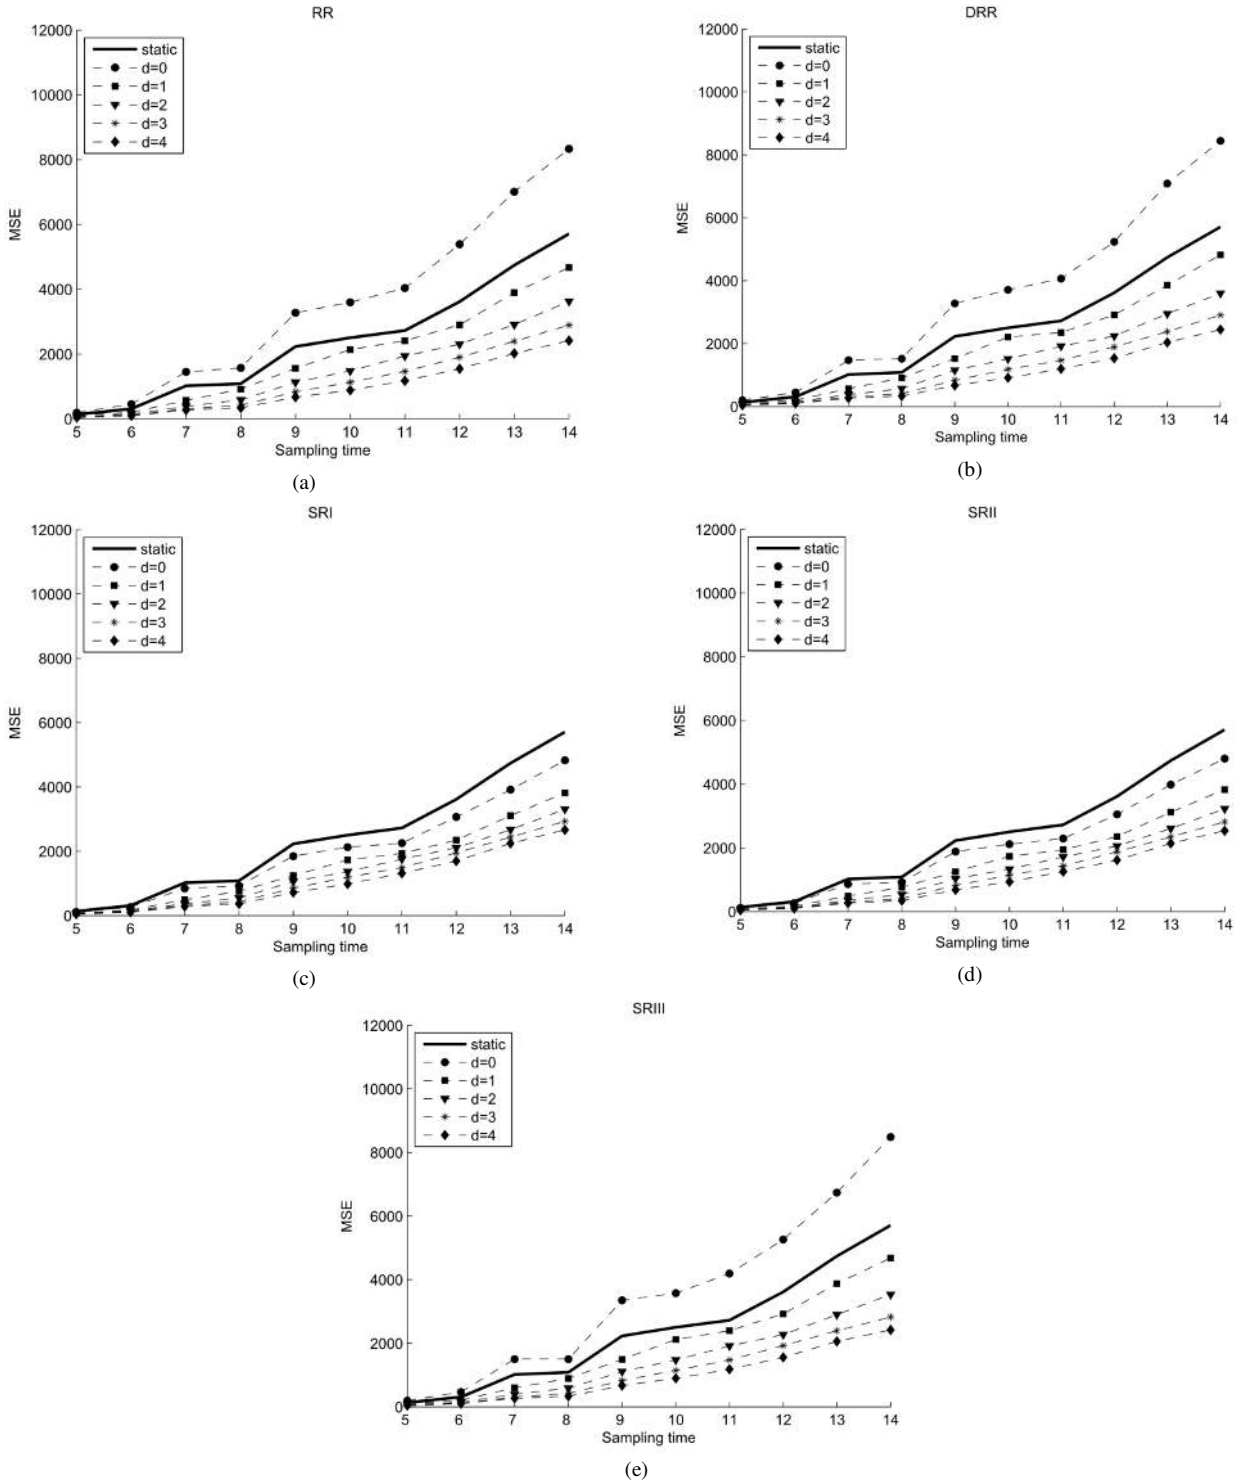 RR
12000
10000
8000
6000
4000
2000
0
MSE
static
d=0
d=1
d=2
d=3
d=4
5 6 7 8 9 10 11 12 13 14
Sampling time
(a)
DRR
12000
10000
8000
6000
4000
2000
0
MSE
static
d=0
d=1
d=2
d=3
d=4
5 6 7 8 9 10 11 12 13 14
Sampling time
(b)
SRI
12000
10000
8000
6000
4000
2000
0
MSE
static
d=0
d=1
d=2
d=3
d=4
5 6 7 8 9 10 11 12 13 14
Sampling time
(c)
SRII
12000
10000
8000
6000
4000
2000
0
MSE
static
d=0
d=1
d=2
d=3
d=4
5 6 7 8 9 10 11 12 13 14
Sampling time
(d)
SRIII
12000
10000
8000
6000
4000
2000
0
MSE
static
d=0
d=1
d=2
d=3
d=4
5 6 7 8 9 10 11 12 13 14
Sampling time
(e)